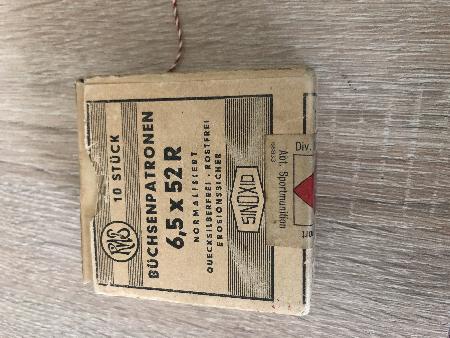 RWS
10 STÜCK
BÜCHSENPATRONEN
6,5 x 52 R
NORMALISIERT
QUECKSILBERFREI · ROSTFREI
EROSIONSSICHER
SINOXID
Div.
Abt. Sportmunition